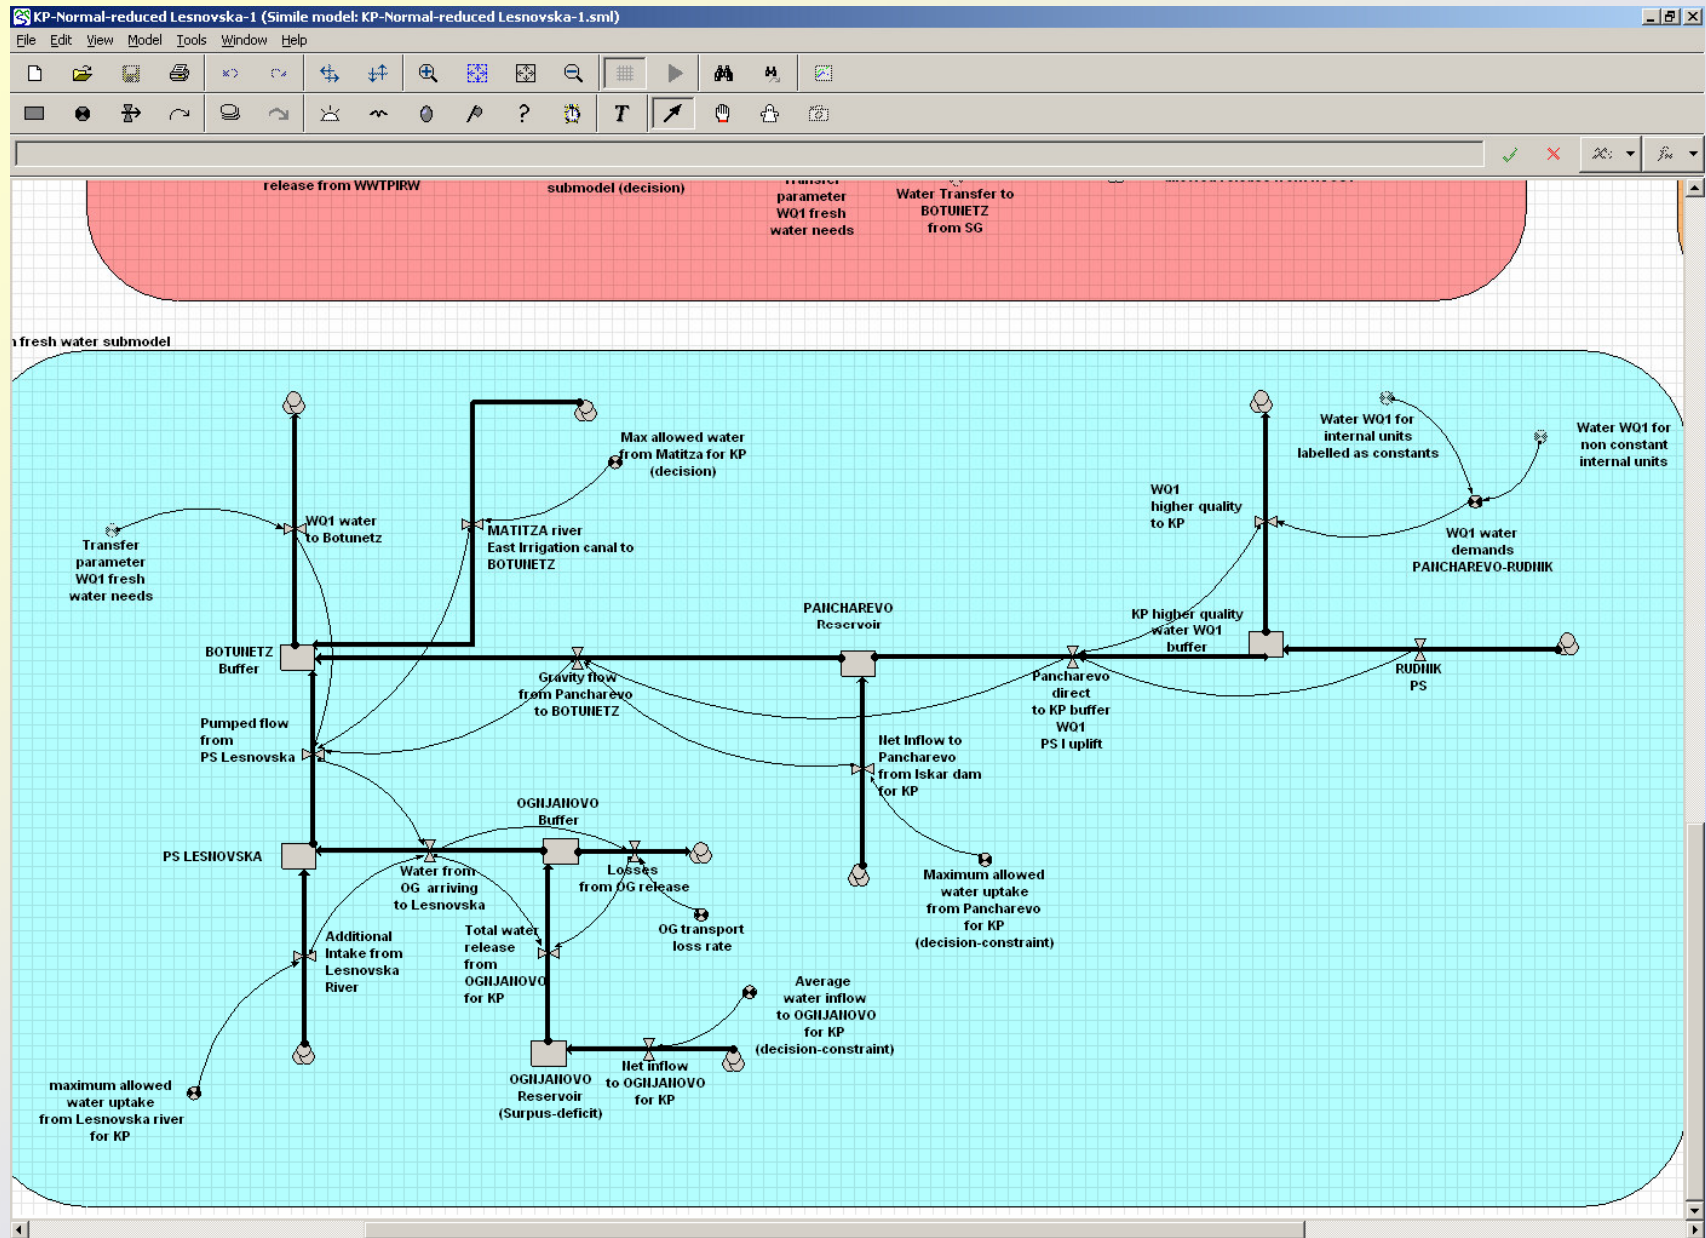 KP-Normal-reduced Lesnovska-1 (Simile model: KP-Normal-reduced Lesnovska-1.sml)
File Edit View Model Tools Window Help
T
?
release from WWTPIRW
submodel (decision)
Transfer
parameter
WQ1 fresh
water needs
Water Transfer to
BOTUNETZ
from SG
fresh water submodel
Max allowed water
from Matitza for KP
(decision)
Water WQ1 for
internal units
labelled as constants
Water WQ1 for
non constant
internal units
WQ1
higher quality
to KP
WQ1 water
to Botunetz
MATITZA river
East Irrigation canal to
BOTUNETZ
Transfer
parameter
WQ1 fresh
water needs
WQ1 water
demands
PANCHAREVO-RUDNIK
PANCHAREVO
Reservoir
KP higher quality
water WQ1
buffer
BOTUNETZ
Buffer
Gravity flow
from Pancharevo
to BOTUNETZ
Pancharevo
direct
to KP buffer
WQ1
PS I uplift
RUDNIK
PS
Pumped flow
from
PS Lesnovska
Net Inflow to
Pancharevo
from Iskar dam
for KP
OGNJANOVO
Buffer
PS LESNOVSKA
Water from
OG arriving
to Lesnovska
Losses
from OG release
Maximum allowed
water uptake
from Pancharevo
for KP
(decision-constraint)
OG transport
loss rate
Additional
Intake from
Lesnovska
River
Total water
release
from
OGNJANOVO
for KP
Average
water inflow
to OGNJANOVO
for KP
(decision-constraint)
OGNJANOVO
Reservoir
(Surpus-deficit)
Net inflow
to OGNJANOVO
for KP
maximum allowed
water uptake
from Lesnovska river
for KP